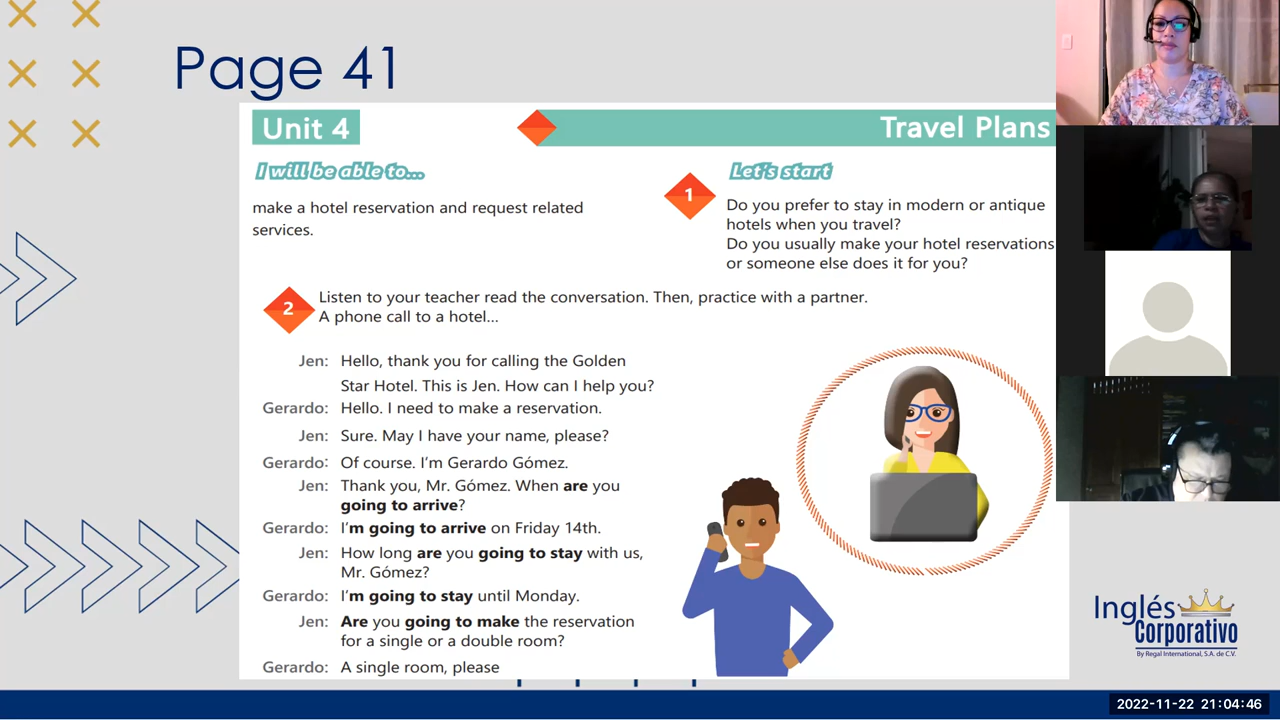 Page 41
Unit 4
Travel Plans
I will be able to...
make a hotel reservation and request related
services.
Let's start
1
Do you prefer to stay in modern or antique
hotels when you travel?
Do you usually make your hotel reservations
or someone else does it for you?
2
Listen to your teacher read the conversation. Then, practice with a partner.
A phone call to a hotel...
Jen: Hello, thank you for calling the Golden
Star Hotel. This is Jen. How can I help you?
Gerardo: Hello. I need to make a reservation.
Jen: Sure. May I have your name, please?
Gerardo: Of course. I'm Gerardo Gómez.
Jen: Thank you, Mr. Gómez. When are you
going to arrive?
Gerardo: I'm going to arrive on Friday 14th.
Jen: How long are you going to stay with us,
Mr. Gómez?
Gerardo: I'm going to stay until Monday.
Jen: Are you going to make the reservation
for a single or a double room?
Gerardo: A single room, please
Inglés
Corporativo
By Regal International, S.A. de C.V.
2022-11-22 21:04:46